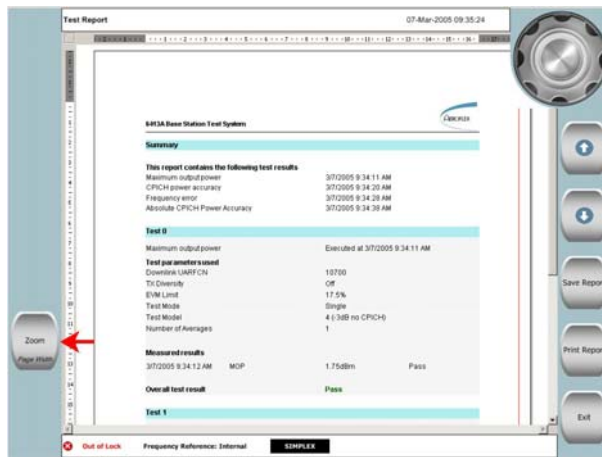 Test Report 07-Mar-2005 09:35:24
AEROFLEX
6413A Base Station Test System
Summary
This report contains the following test results
Maximum output power 3/7/2005 9:34:11 AM
CPICH power accuracy 3/7/2005 9:34:20 AM
Frequency error 3/7/2005 9:34:28 AM
Absolute CPICH Power Accuracy 3/7/2005 9:34:38 AM
Test 0
Maximum output power Executed at 3/7/2005 9:34:11 AM
Test parameters used
Downlink UARFCN 10700
TX Diversity Off
EVM Limit 17.5%
Test Mode Single
Test Model 4 (-3dB no CPICH)
Number of Averages 1
Measured results
3/7/2005 9:34:12 AM MOP 1.75dBm Pass
Overall test result Pass
Test 1
Zoom
Page Width
Save Report
Print Report
Exit
Out of Lock Frequency Reference: Internal SIMPLEX